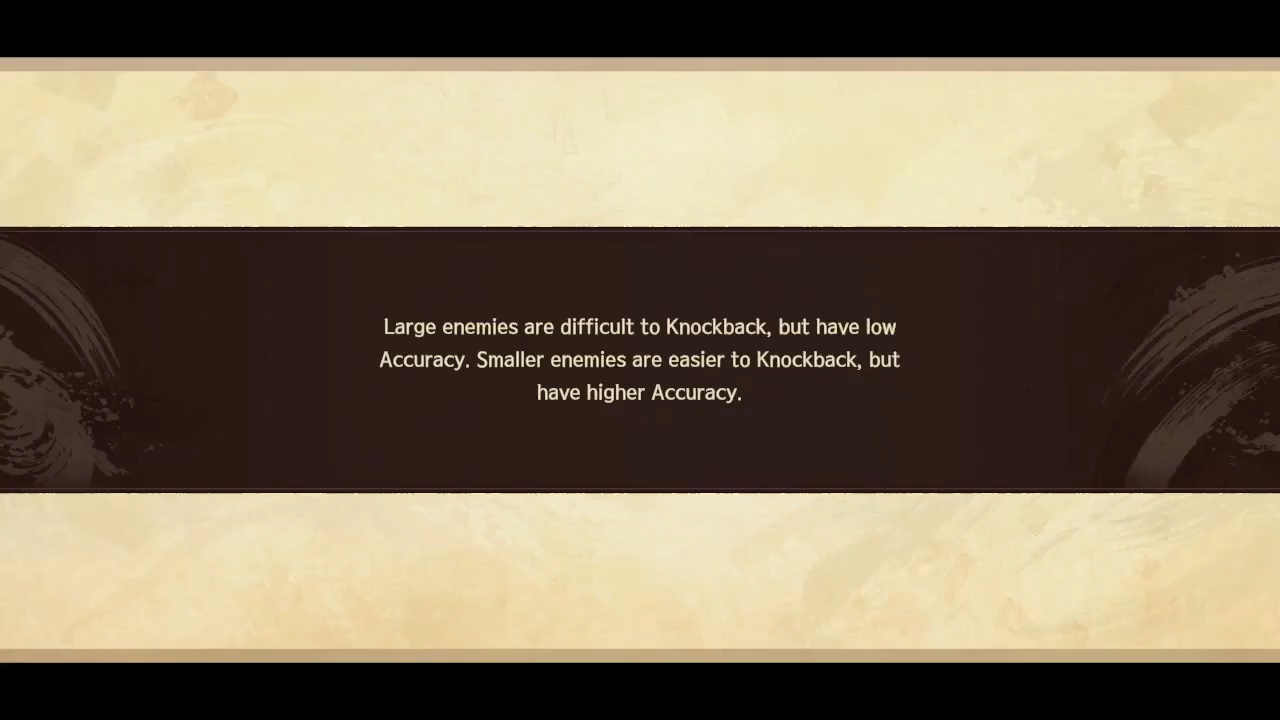 Large enemies are difficult to Knockback, but have low
Accuracy. Smaller enemies are easier to Knockback, but
have higher Accuracy.